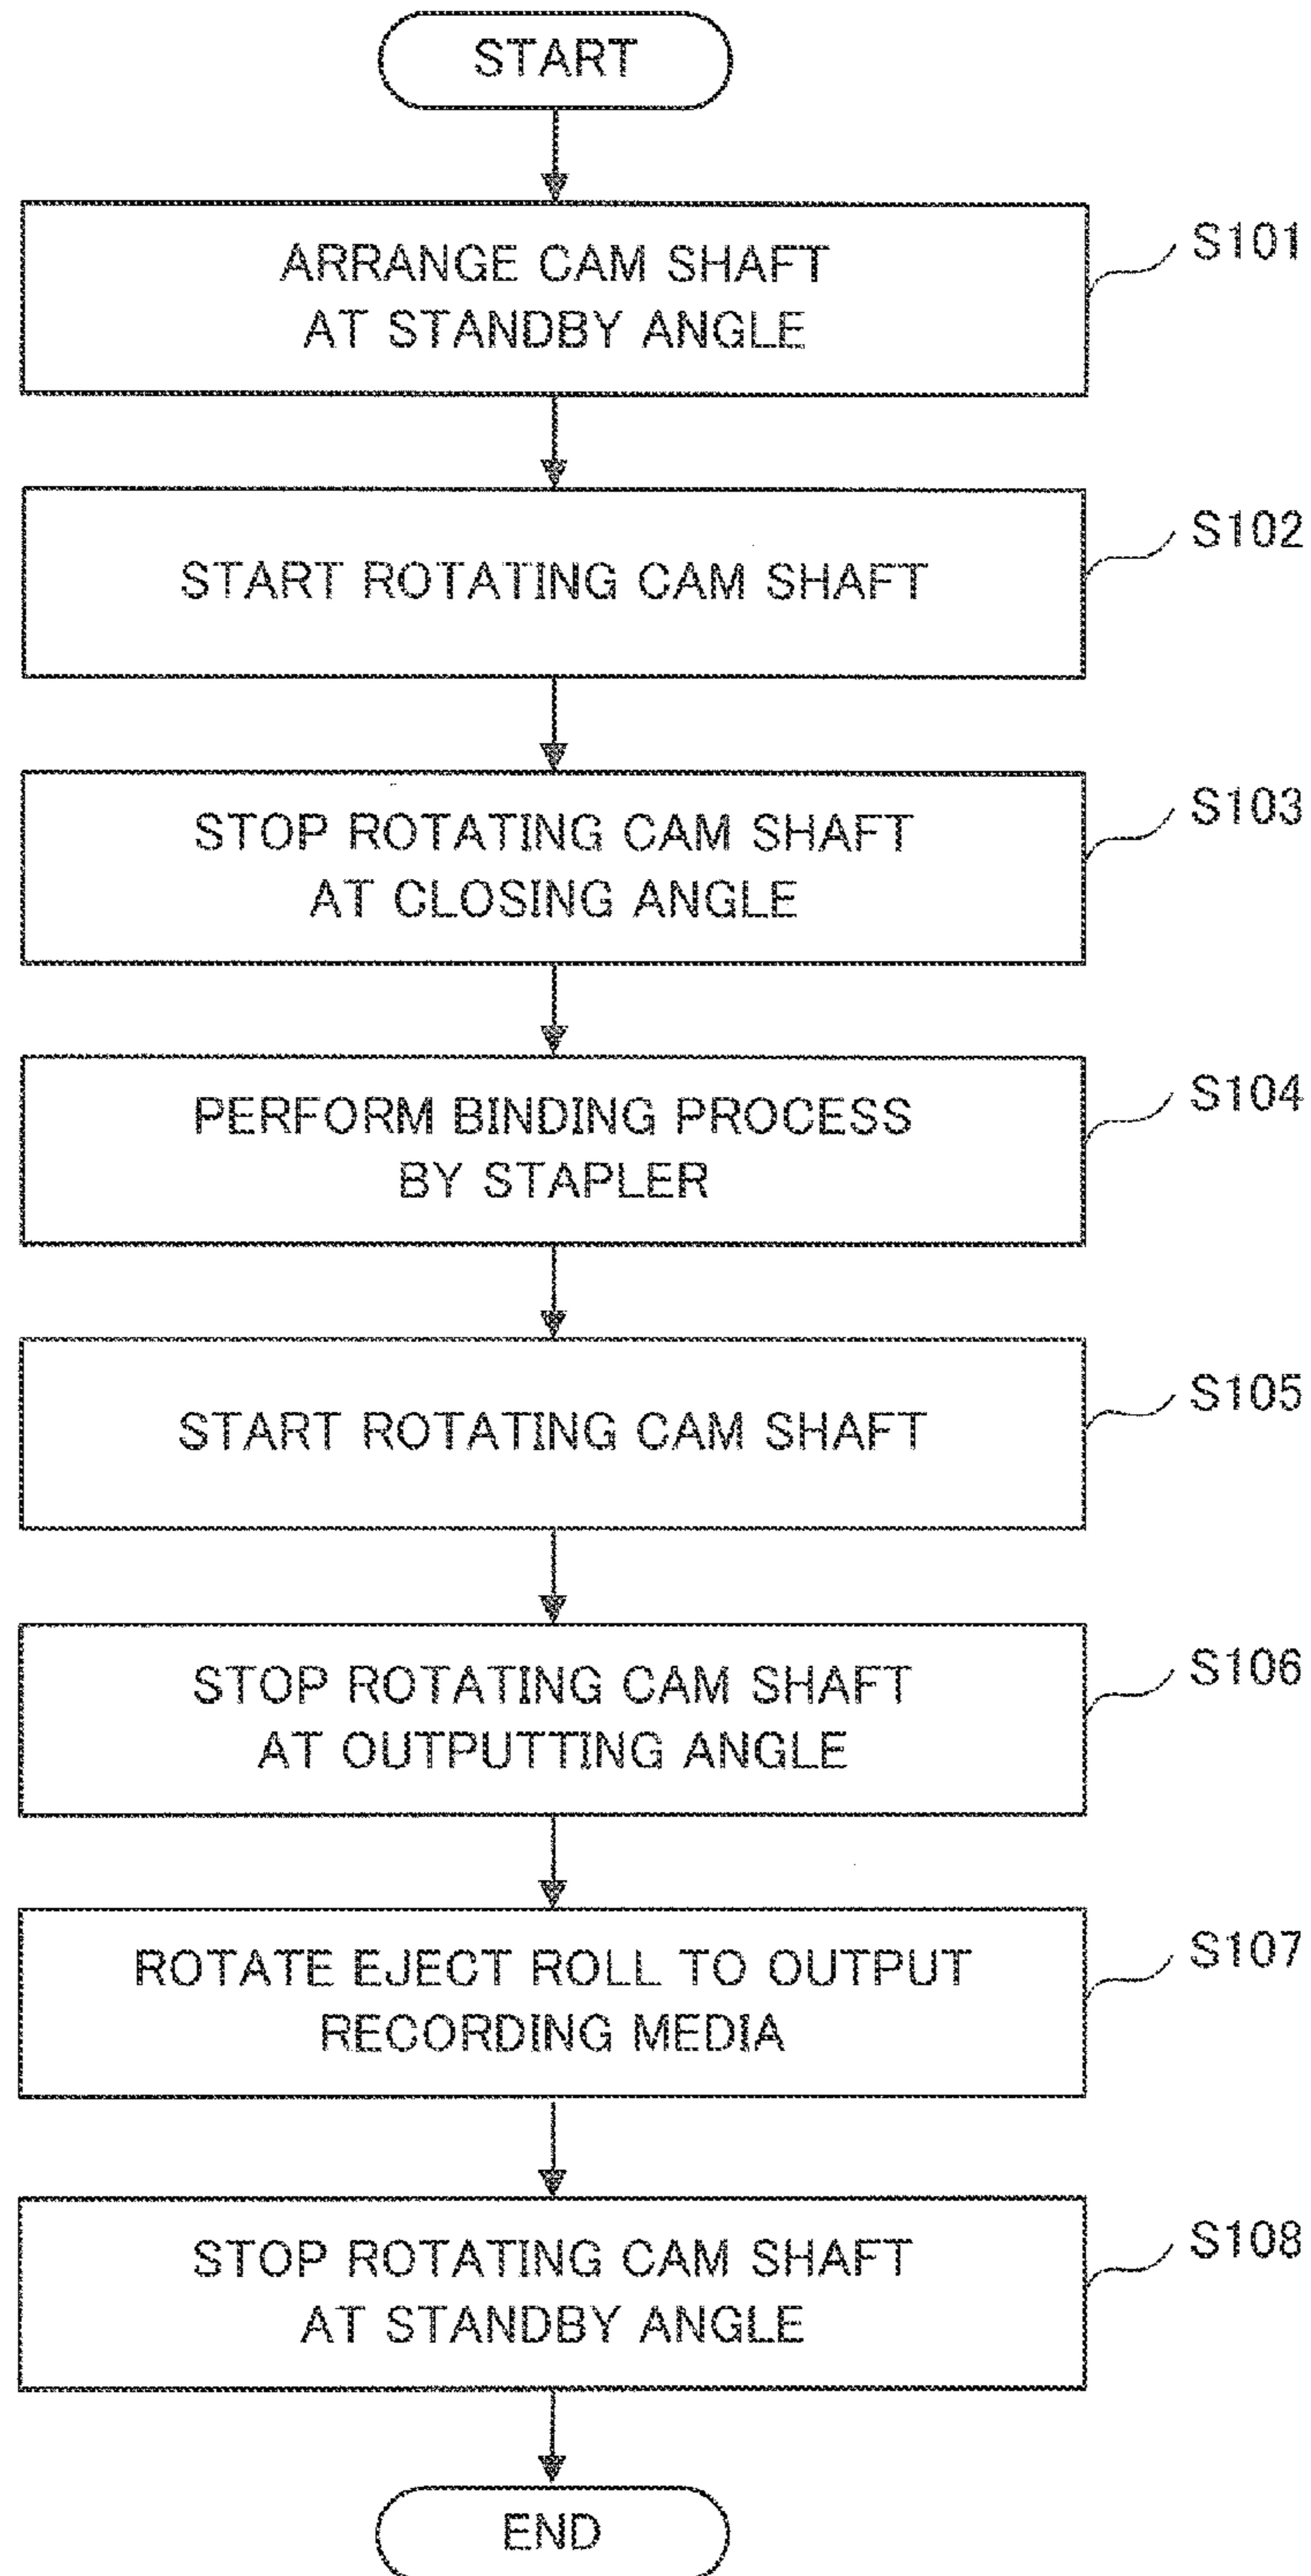 START
ARRANGE CAM SHAFT
AT STANDBY ANGLE
S101
START ROTATING CAM SHAFT
S102
STOP ROTATING CAM SHAFT
AT CLOSING ANGLE
S103
PERFORM BINDING PROCESS
BY STAPLER
S104
START ROTATING CAM SHAFT
S105
STOP ROTATING CAM SHAFT
AT OUTPUTTING ANGLE
S106
ROTATE EJECT ROLL TO OUTPUT
RECORDING MEDIA
S107
STOP ROTATING CAM SHAFT
AT STANDBY ANGLE
S108
END